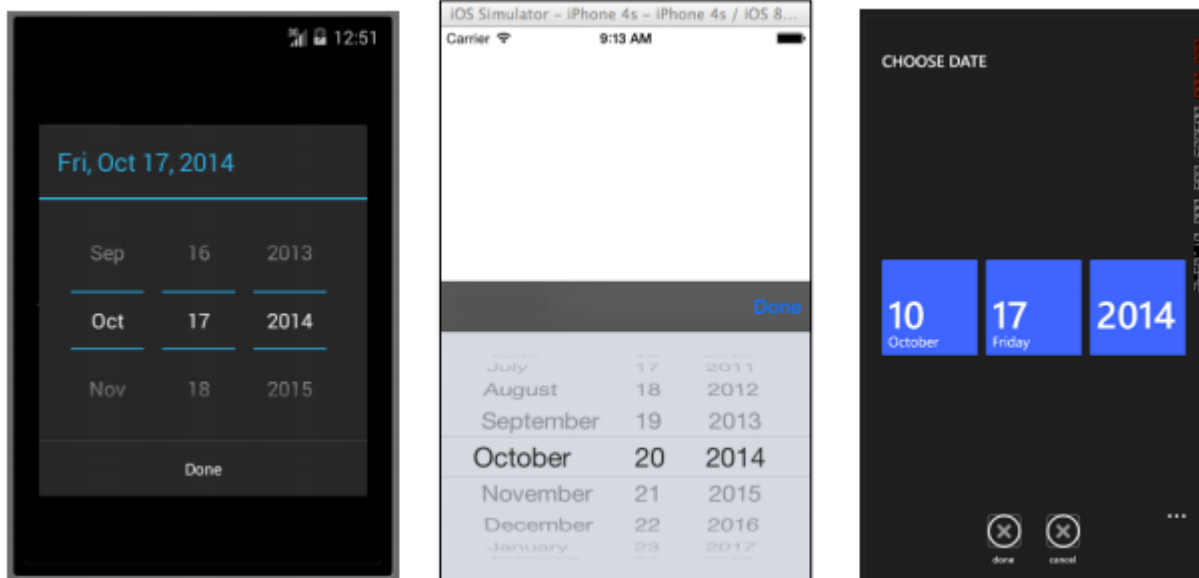 12:51
Fri, Oct 17, 2014
Sep 16 2013
Oct 17 2014
Nov 18 2015
Done
iOS Simulator - iPhone 4s - iPhone 4s / iOS 8...
Carrier 9:13 AM
Done
July 17 2011
August 18 2012
September 19 2013
October 20 2014
November 21 2015
December 22 2016
January 23 2017
CHOOSE DATE
10 17 2014
October Friday
...
done cancel